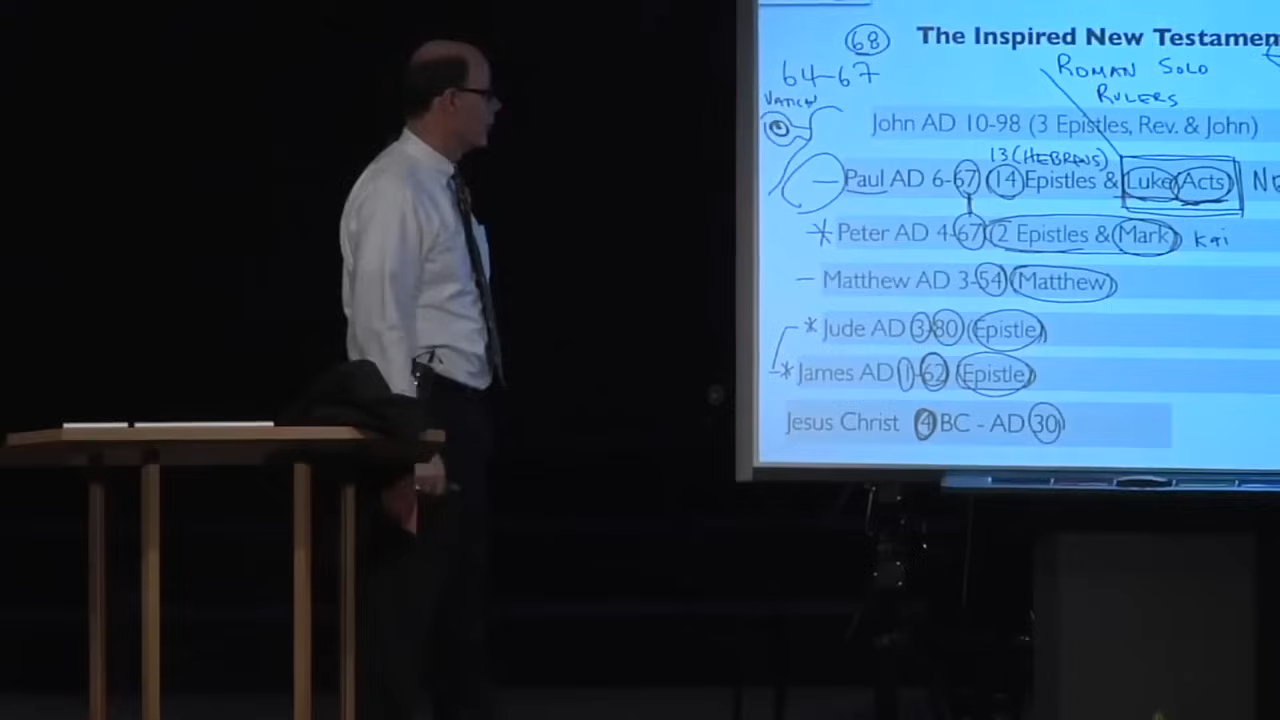 68 The Inspired New Testamen
64-67 ROMAN SOLO
VATICAN RULERS
John AD 10-98 (3 Epistles, Rev. & John)
13 (HEBREWS)
— Paul AD 6-67 (14 Epistles & Luke Acts)
* Peter AD 4-67 (2 Epistles & Mark) Kai
— Matthew AD 3-54 (Matthew)
* Jude AD 3-80 (Epistle)
-* James AD 1-62 (Epistle)
Jesus Christ 4 BC - AD 30